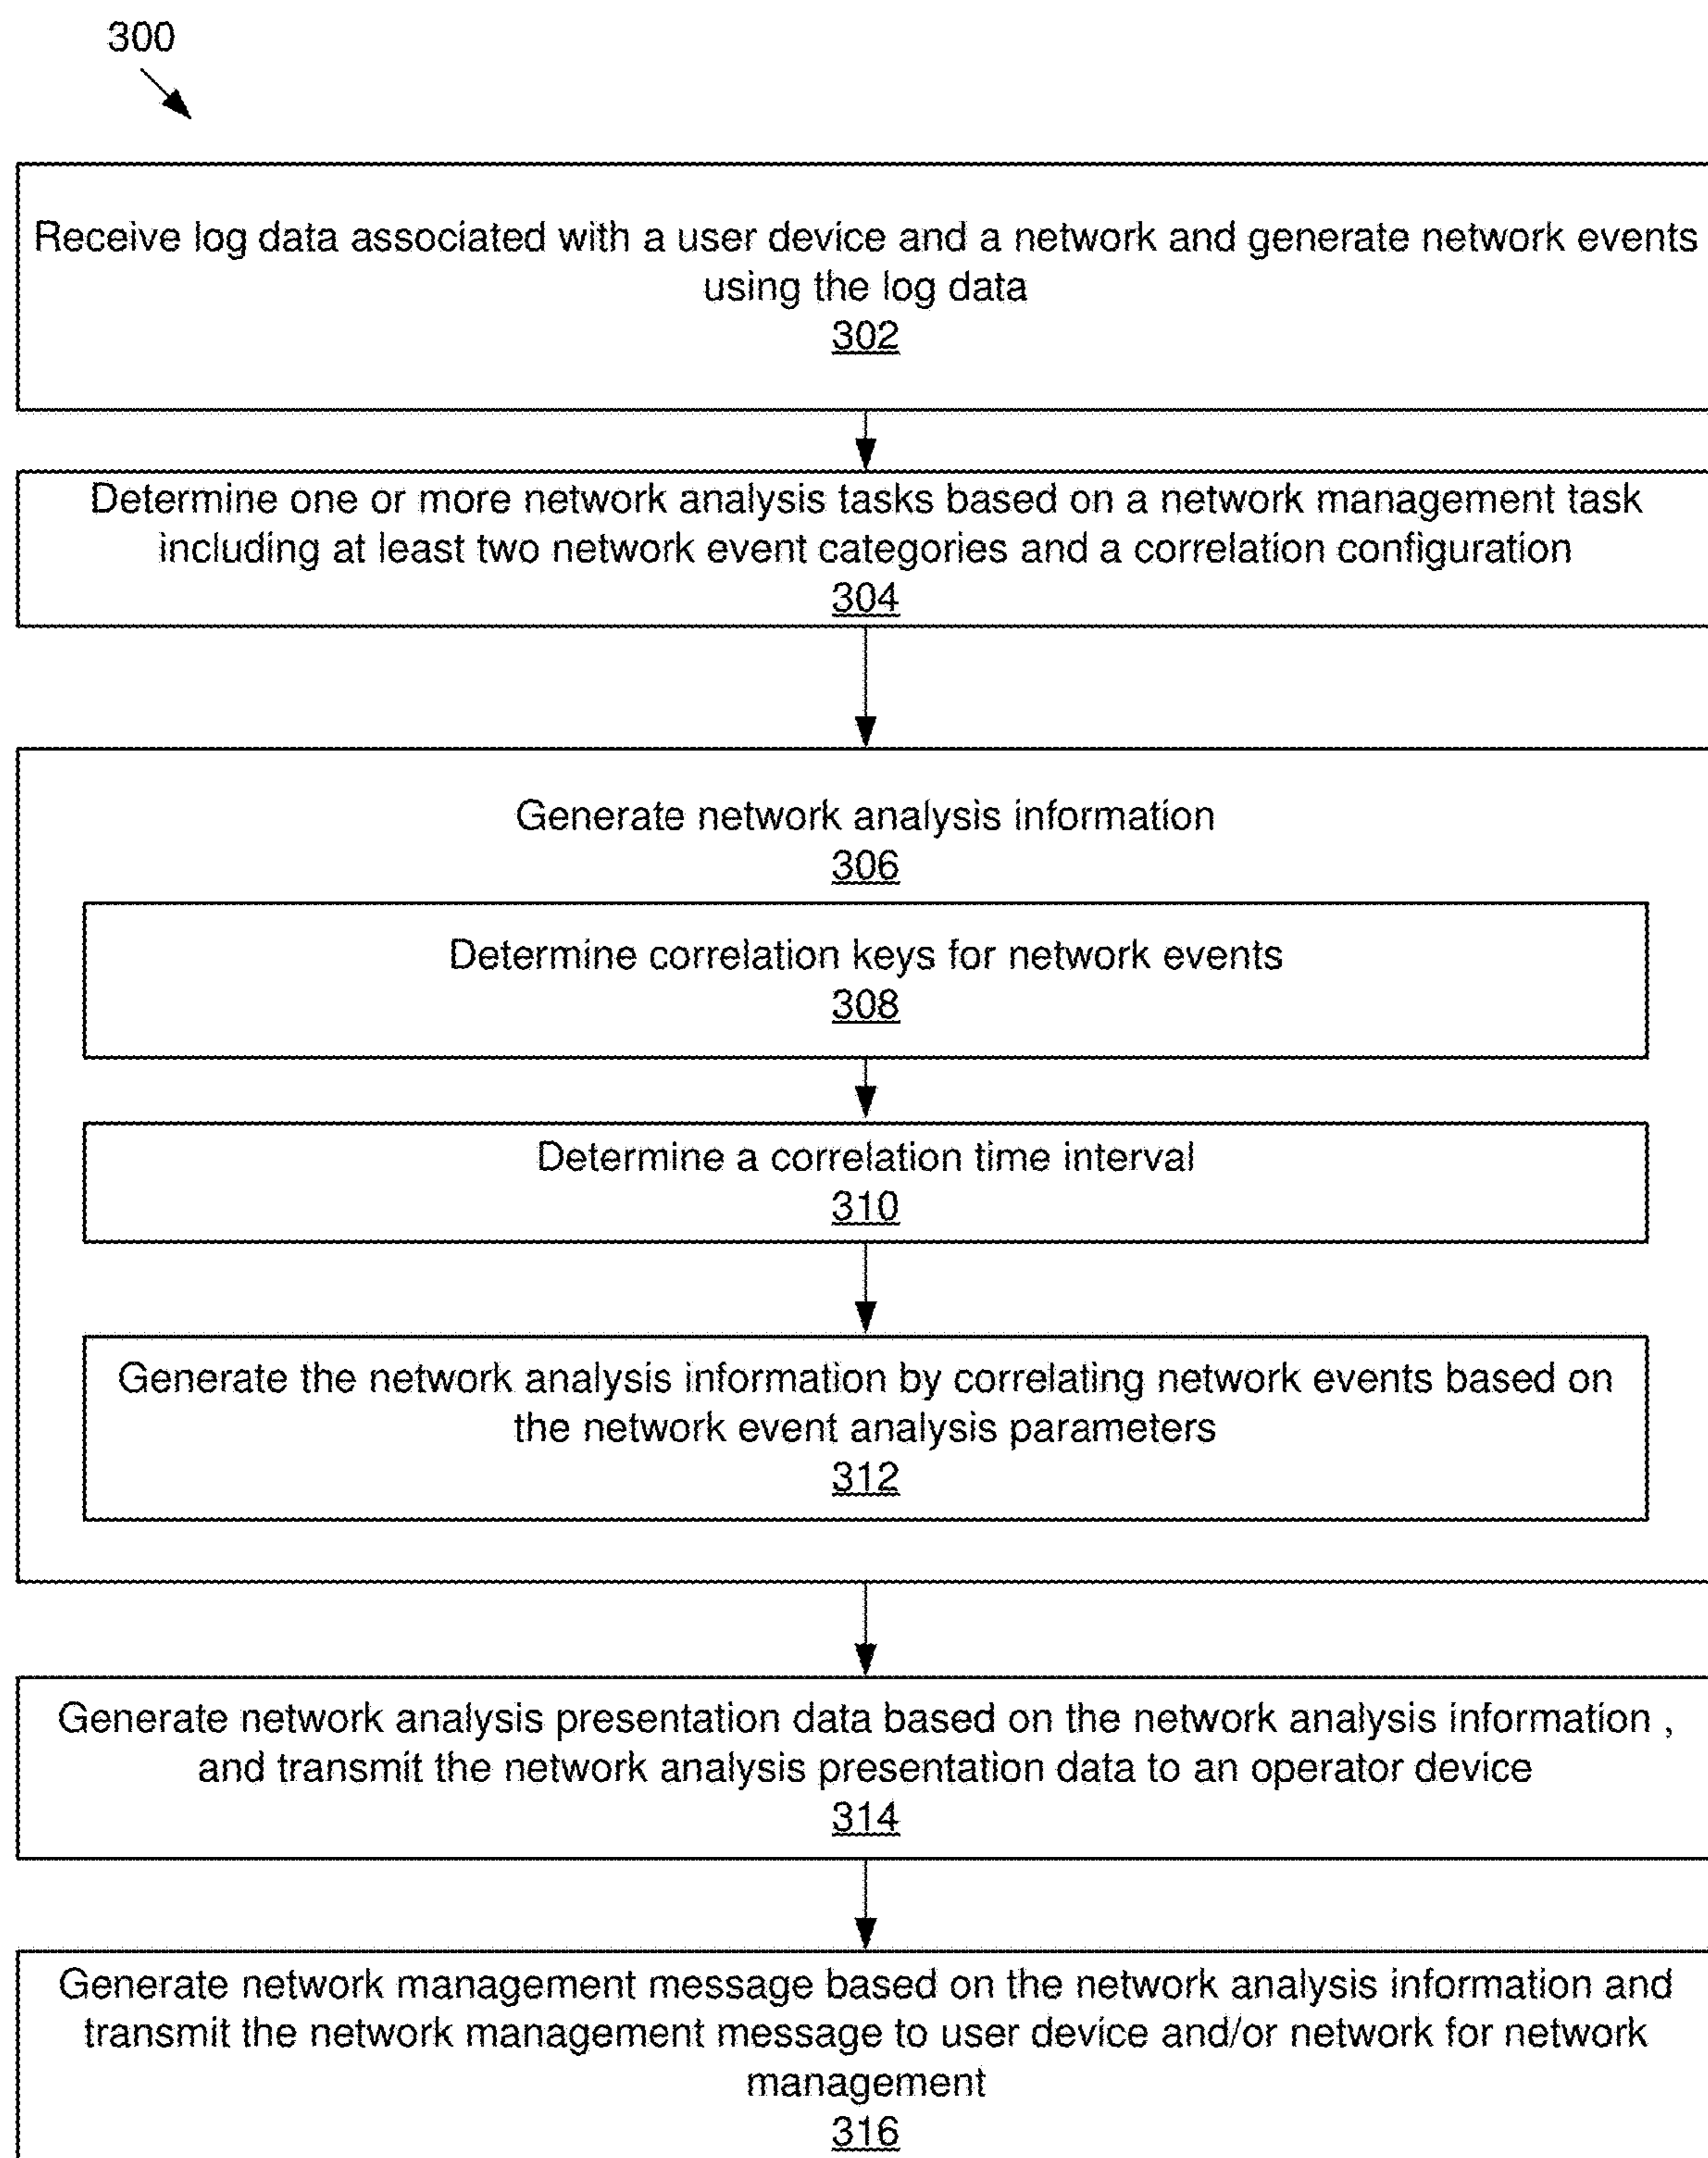 300
Receive log data associated with a user device and a network and generate network events
using the log data
302
Determine one or more network analysis tasks based on a network management task
including at least two network event categories and a correlation configuration
304
Generate network analysis information
306
Determine correlation keys for network events
308
Determine a correlation time interval
310
Generate the network analysis information by correlating network events based on
the network event analysis parameters
312
Generate network analysis presentation data based on the network analysis information ,
and transmit the network analysis presentation data to an operator device
314
Generate network management message based on the network analysis information and
transmit the network management message to user device and/or network for network
management
316